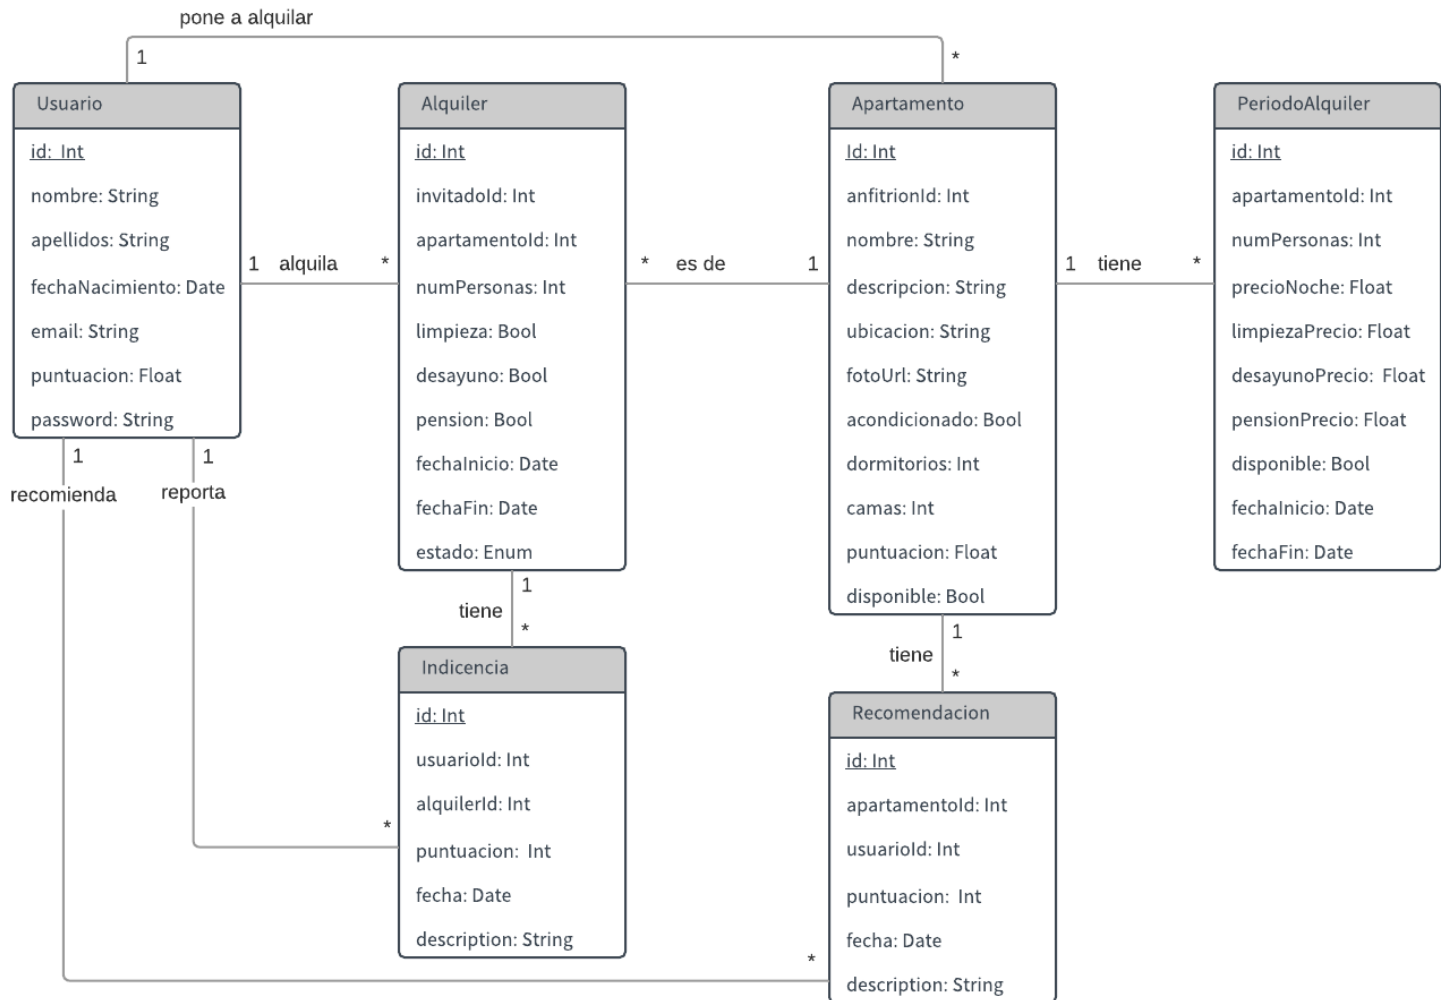 pone a alquilar
1
*
Usuario
id: Int
nombre: String
apellidos: String
fechaNacimiento: Date
email: String
puntuacion: Float
password: String
1 alquila *
Alquiler
id: Int
invitadoId: Int
apartamentoId: Int
numPersonas: Int
limpieza: Bool
desayuno: Bool
pension: Bool
fechaInicio: Date
fechaFin: Date
estado: Enum
* es de 1
Apartamento
Id: Int
anfitrionId: Int
nombre: String
descripcion: String
ubicacion: String
fotoUrl: String
acondicionado: Bool
dormitorios: Int
camas: Int
puntuacion: Float
disponible: Bool
1 tiene *
PeriodoAlquiler
id: Int
apartamentoId: Int
numPersonas: Int
precioNoche: Float
limpiezaPrecio: Float
desayunoPrecio: Float
pensionPrecio: Float
disponible: Bool
fechaInicio: Date
fechaFin: Date
1
recomienda
*
1
reporta
*
1
tiene
*
Indicencia
id: Int
usuarioId: Int
alquilerId: Int
puntuacion: Int
fecha: Date
description: String
1
tiene
*
Recomendacion
id: Int
apartamentoId: Int
usuarioId: Int
puntuacion: Int
fecha: Date
description: String